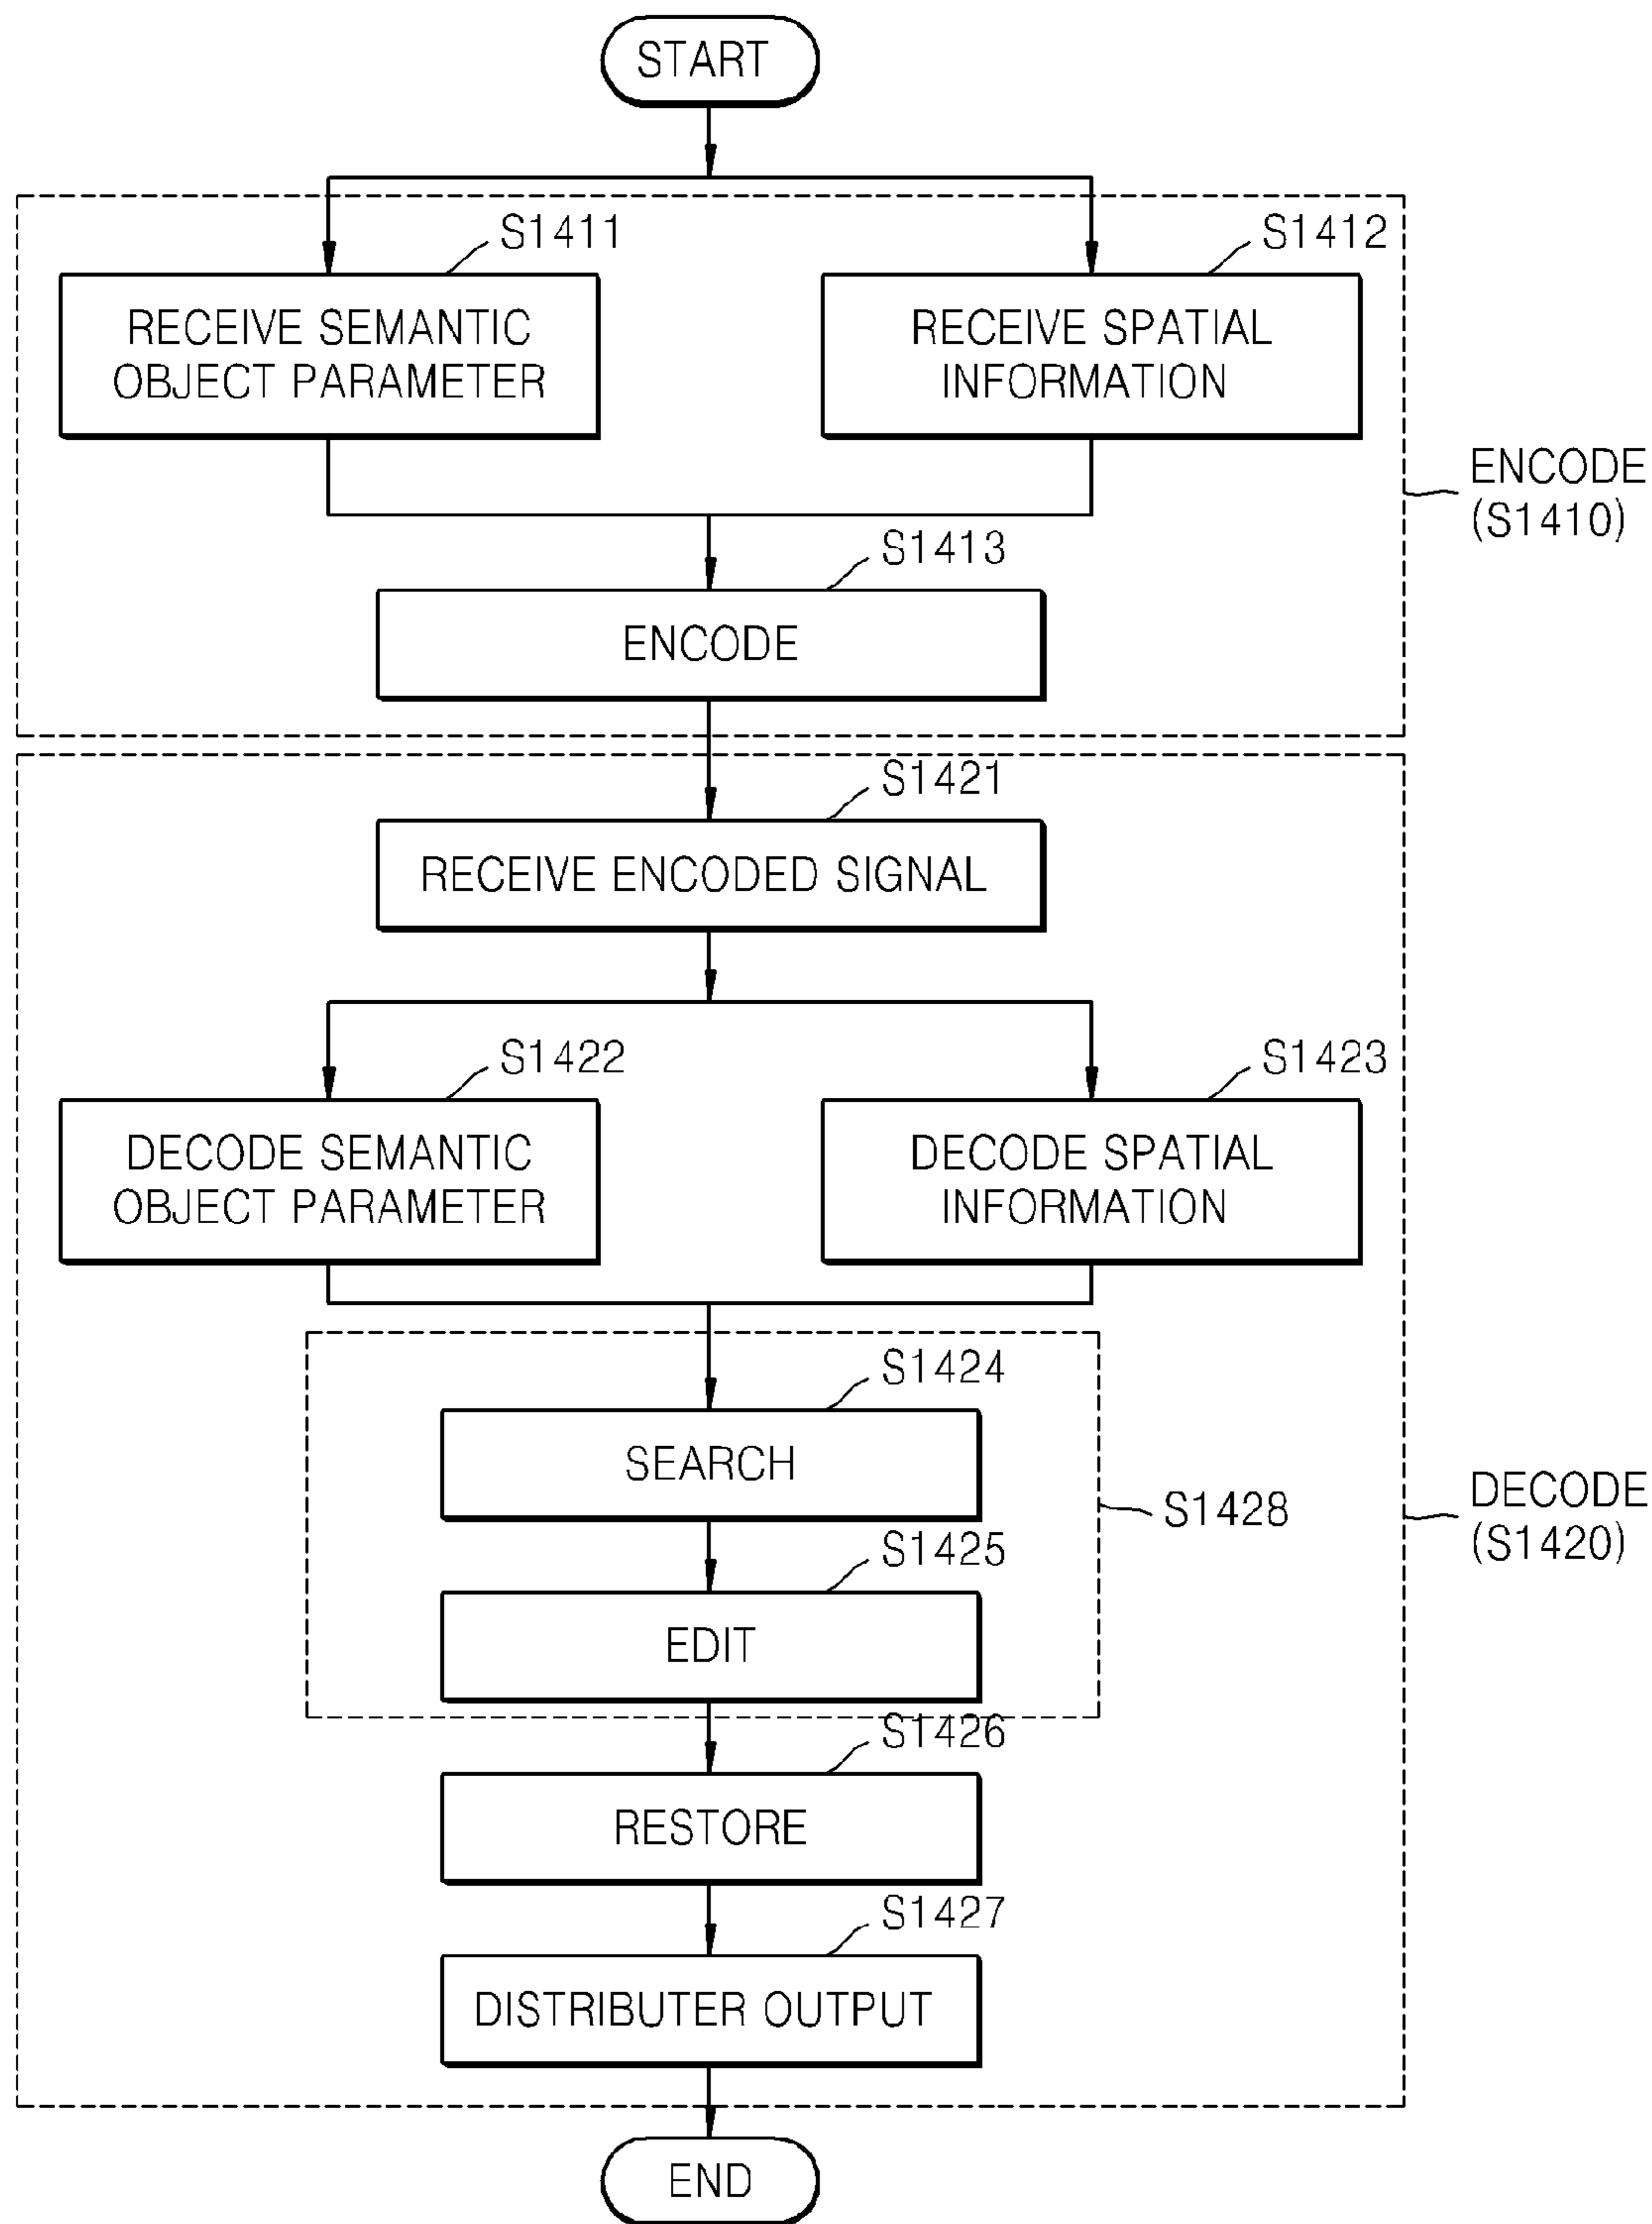 START
S1411
S1412
RECEIVE SEMANTIC
OBJECT PARAMETER
RECEIVE SPATIAL
INFORMATION
ENCODE
(S1410)
S1413
ENCODE
S1421
RECEIVE ENCODED SIGNAL
S1422
S1423
DECODE SEMANTIC
OBJECT PARAMETER
DECODE SPATIAL
INFORMATION
S1424
SEARCH
S1428
DECODE
(S1420)
S1425
EDIT
S1426
RESTORE
S1427
DISTRIBUTER OUTPUT
END